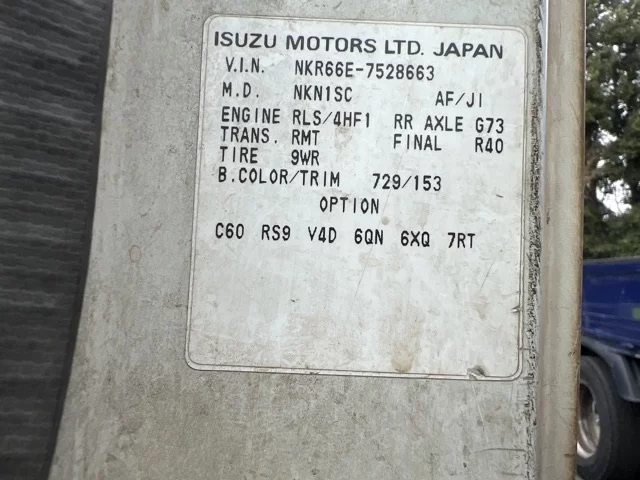 ISUZU MOTORS LTD. JAPAN
V.I.N. NKR66E-7528663
M.D. NKN1SC AF/JI
ENGINE RLS/4HF1 RR AXLE G73
TRANS. RMT FINAL R40
TIRE 9WR
B.COLOR/TRIM 729/153
OPTION
C60 RS9 V4D 6QN 6XQ 7RT